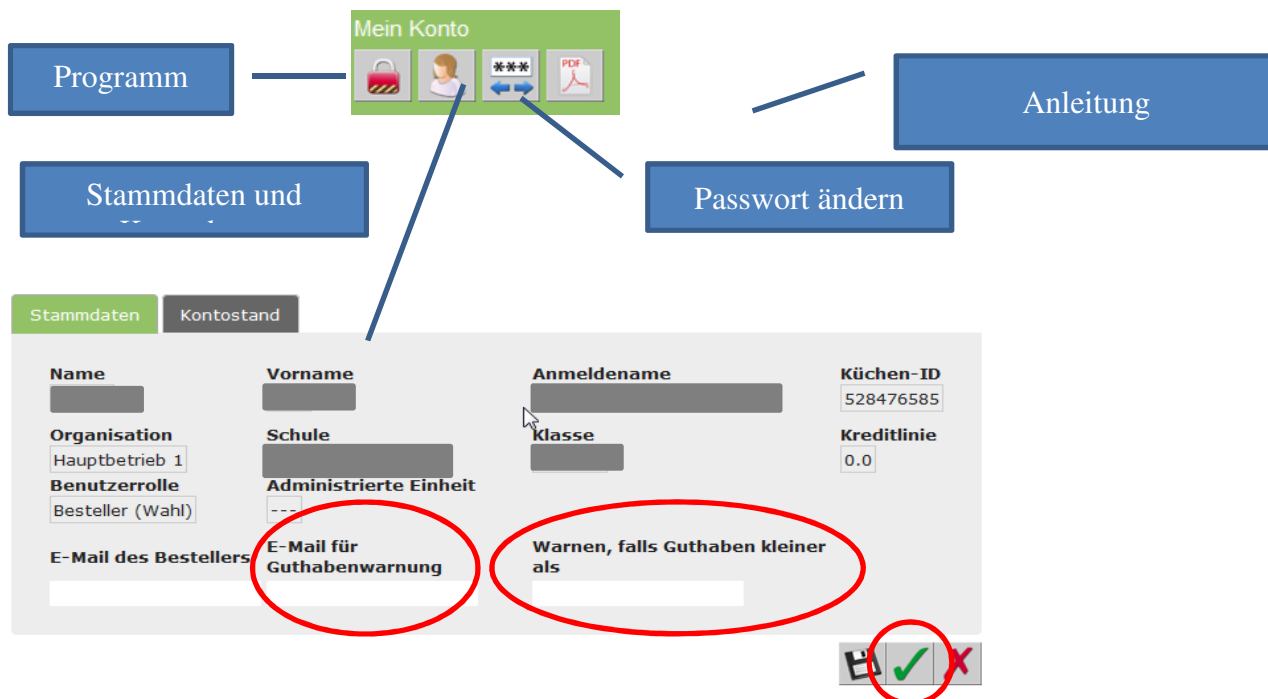 Mein Konto
Programm
***
PDF
Anleitung
Stammdaten und
Passwort ändern
Stammdaten
Kontostand
Name
Vorname
Anmeldename
Küchen-ID
528476585
Organisation
Schule
Klasse
Kreditlinie
Hauptbetrieb 1
0.0
Benutzerrolle
Administrierte Einheit
Besteller (Wahl)
---
E-Mail des Bestellers
E-Mail für
Guthabenwarnung
Warnen, falls Guthaben kleiner
als